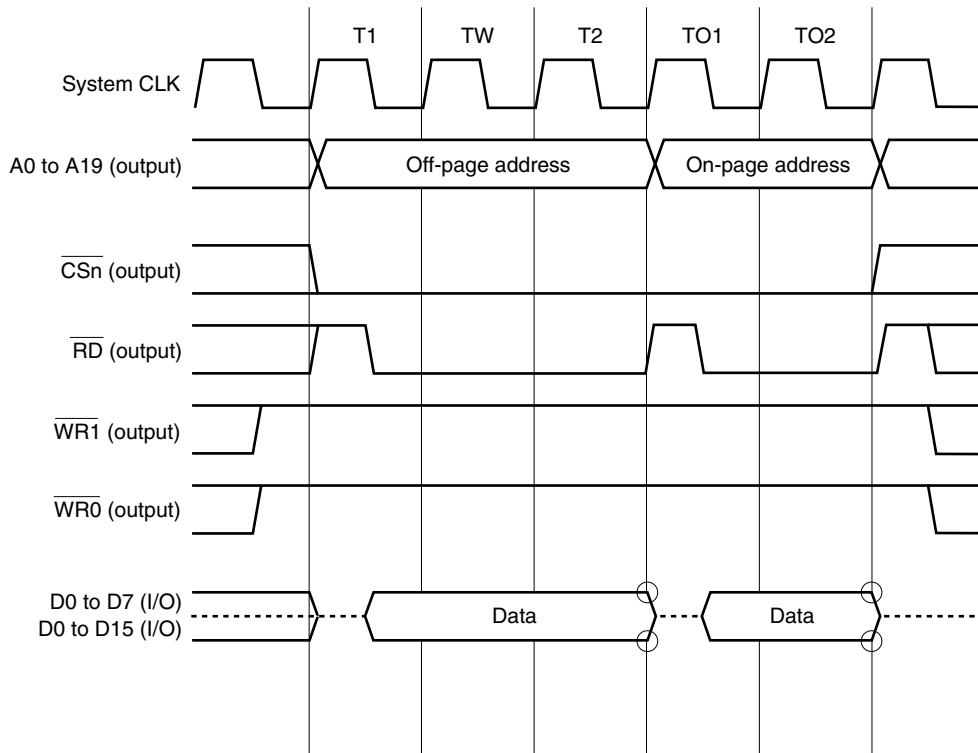 T1 TW T2 TO1 TO2
System CLK
A0 to A19 (output) Off-page address On-page address
CSn (output)
RD (output)
WR1 (output)
WR0 (output)
D0 to D7 (I/O)
Data Data
D0 to D15 (I/O)